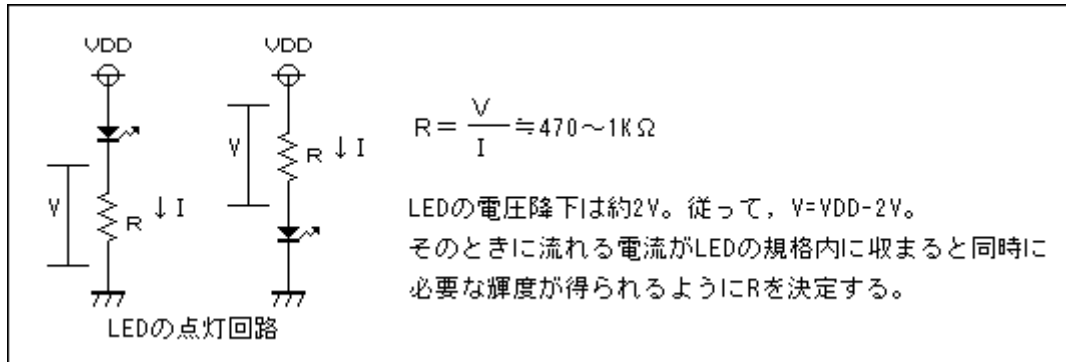 VDD
VDD
V
R ↓I
V
R ↓I
LEDの点灯回路
R=V/I≒470~1KΩ
LEDの電圧降下は約2V。従って,V=VDD-2V。
そのときに流れる電流がLEDの規格内に収まると同時に
必要な輝度が得られるようにRを決定する。